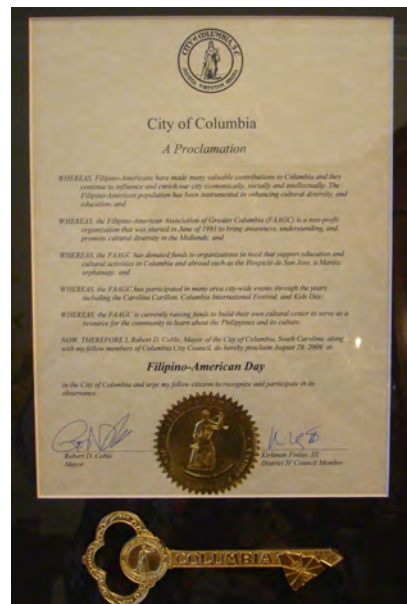 CITY of COLUMBIA, S.C.
JUSTITIA VIRTUTUM REGINA
City of Columbia
A Proclamation
WHEREAS, Filipino-Americans have made many valuable contributions to Columbia and they
continue to influence and enrich our city economically, socially and intellectually. The
Filipino-American population has been instrumental in enhancing cultural diversity, and
education; and
WHEREAS, the Filipino-American Association of Greater Columbia (FAAGC) is a non-profit
organization that was started in June of 1991 to bring awareness, understanding, and
promote cultural diversity in the Midlands; and
WHEREAS, the FAAGC has donated funds to organizations in need that support education and
cultural activities in Columbia and abroad such as the Hospicio de San Jose, a Manila
orphanage; and
WHEREAS, the FAAGC has participated in many area city-wide events through the years
including the Carolina Carillon, Columbia International Festival, and Kids Day;
WHEREAS, the FAAGC is currently raising funds to build their own cultural center to serve as a
resource for the community to learn about the Philippines and its culture.
NOW, THEREFORE I, Robert D. Coble, Mayor of the City of Columbia, South Carolina, along
with my fellow members of Columbia City Council, do hereby proclaim August 29, 2009, as
Filipino-American Day
in the City of Columbia and urge my fellow citizens to recognize and participate in its
observance.
Robert D. Coble
Mayor
Kirkman Finlay, III
District IV Council Member
COLUMBIA